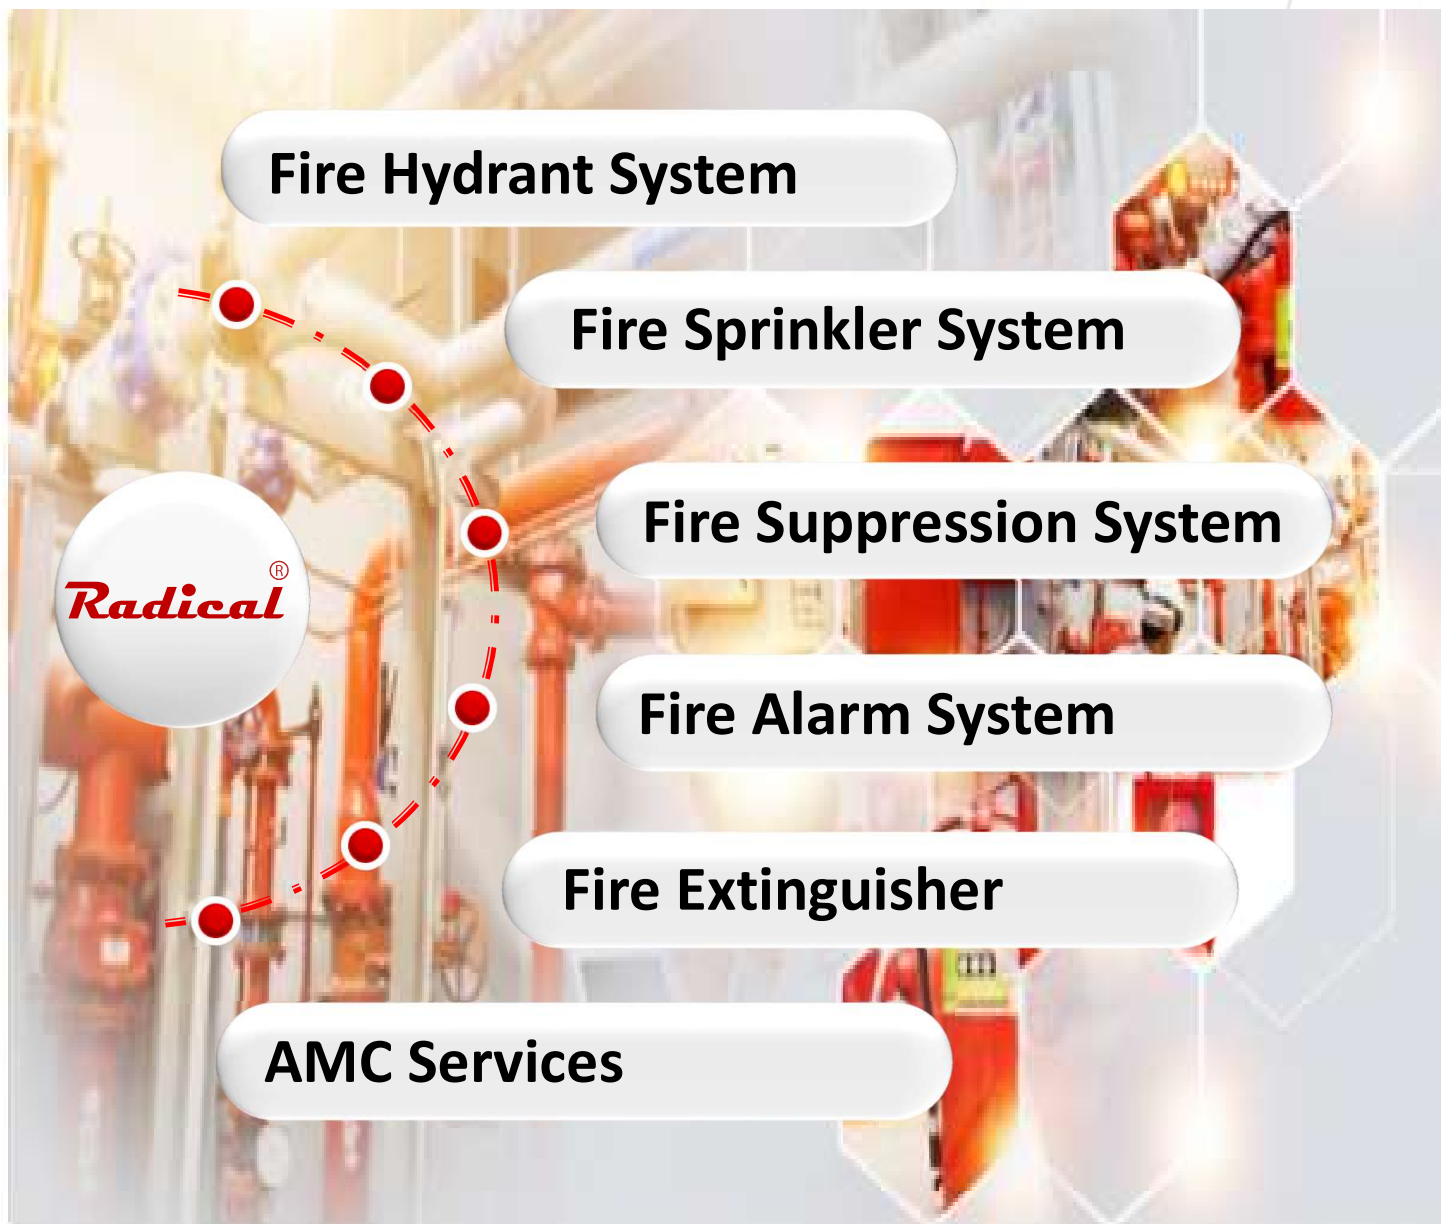 Fire Hydrant System
Fire Sprinkler System
Fire Suppression System
Radical®
Fire Alarm System
Fire Extinguisher
AMC Services